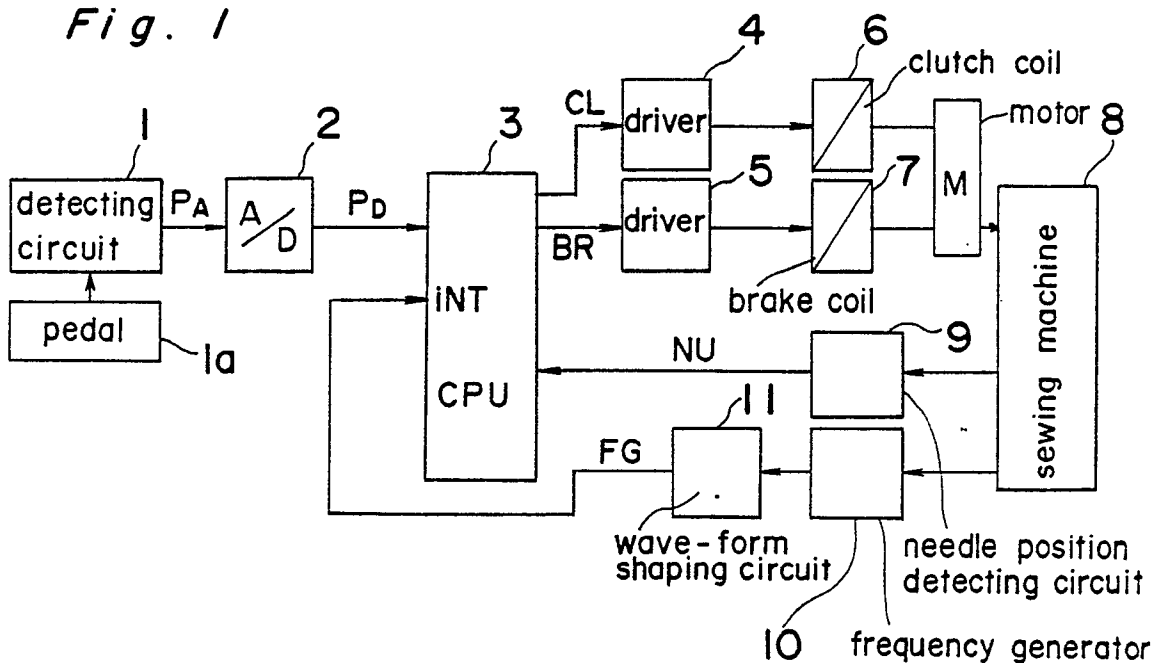 Fig. 1
1
detecting
circuit
PA
2
A/D
PD
3
iNT
CPU
pedal
1a
CL
BR
4
driver
5
driver
6
clutch coil
7
brake coil
motor
M
8
sewing machine
NU
9
needle position
detecting circuit
FG
11
wave-form
shaping circuit
10
frequency generator